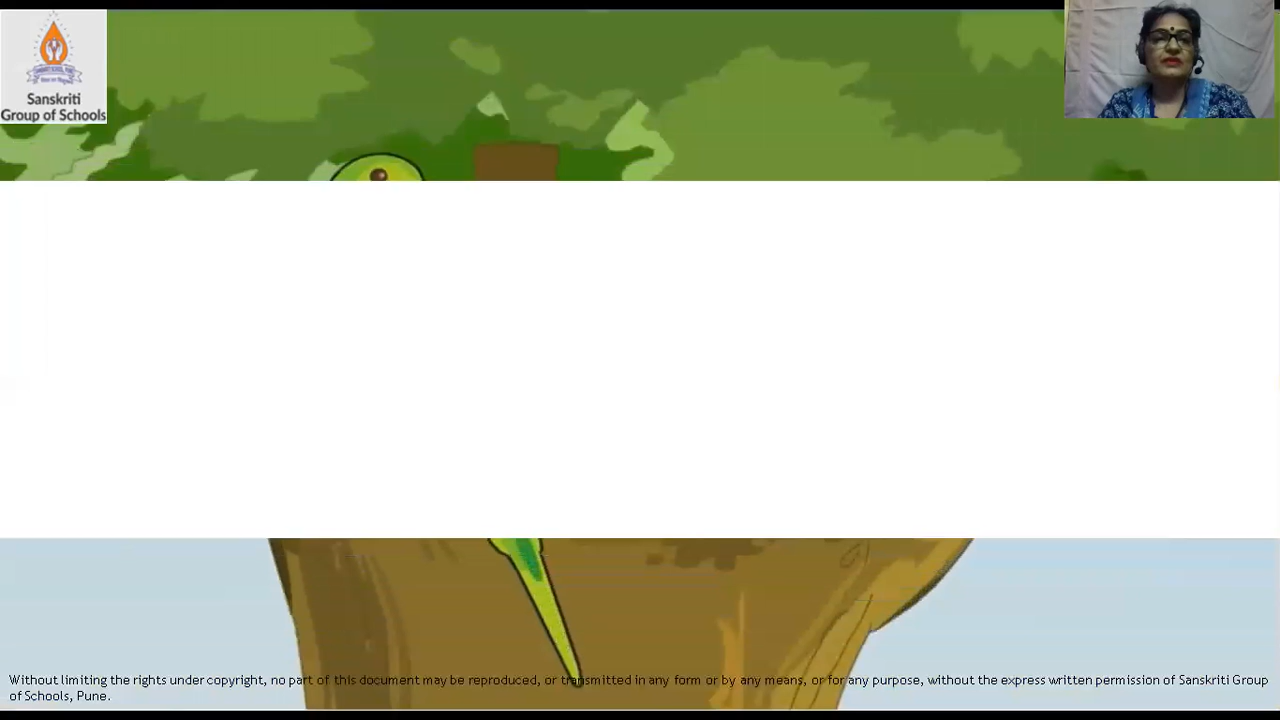 Sanskriti
Group of Schools
Without limiting the rights under copyright, no part of this document may be reproduced, or transmitted in any form or by any means, or for any purpose, without the express written permission of Sanskriti Group
of Schools, Pune.